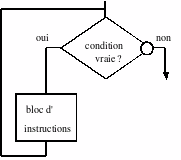 oui
non
condition
vraie ?
bloc d'
instructions